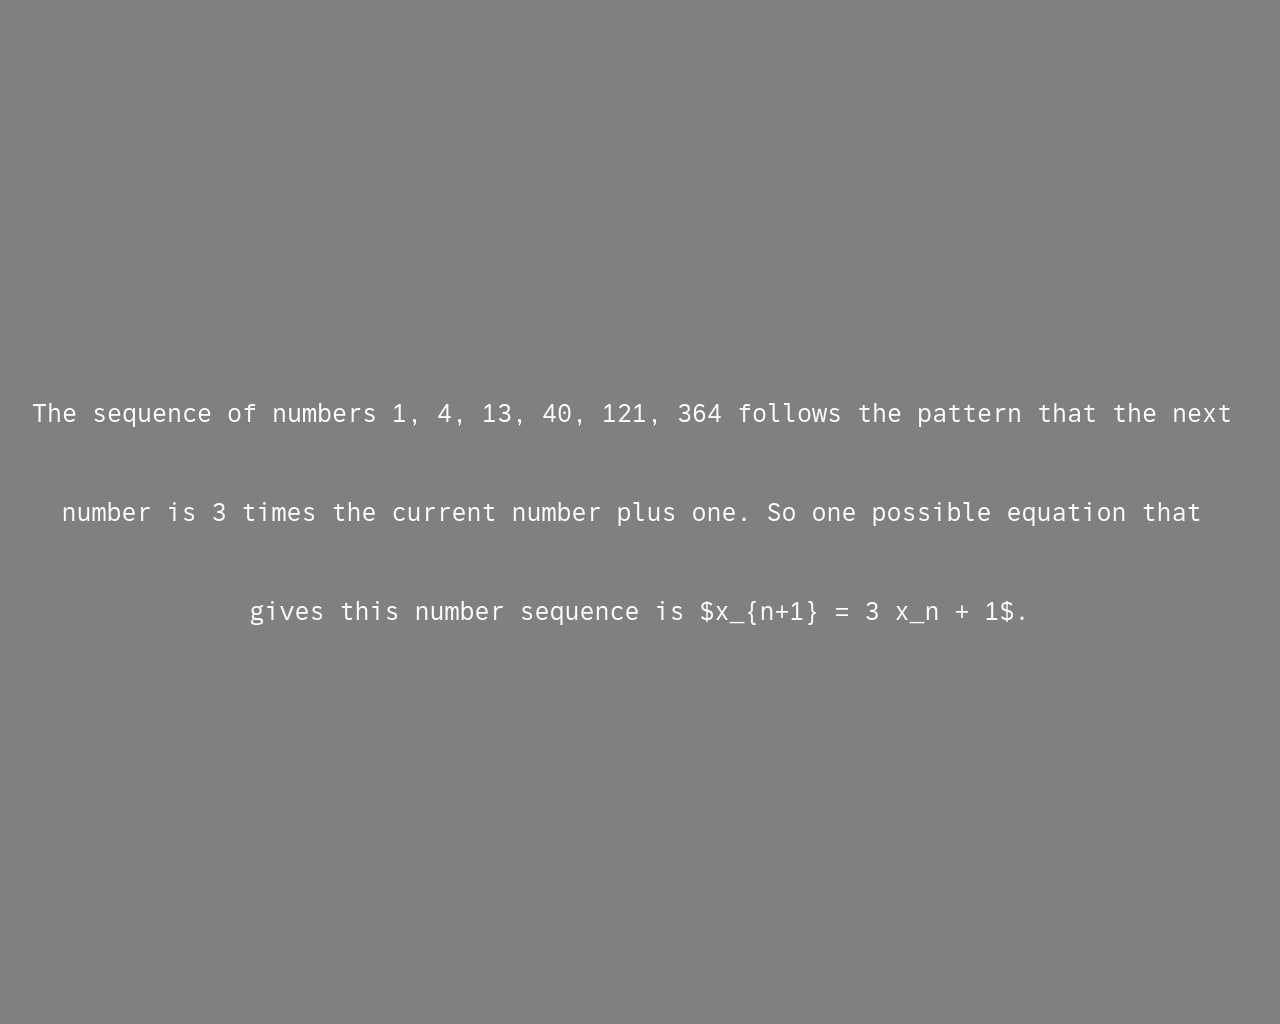 The sequence of numbers 1, 4, 13, 40, 121, 364 follows the pattern that the next
number is 3 times the current number plus one. So one possible equation that
gives this number sequence is $x_{n+1} = 3 x_n + 1$.